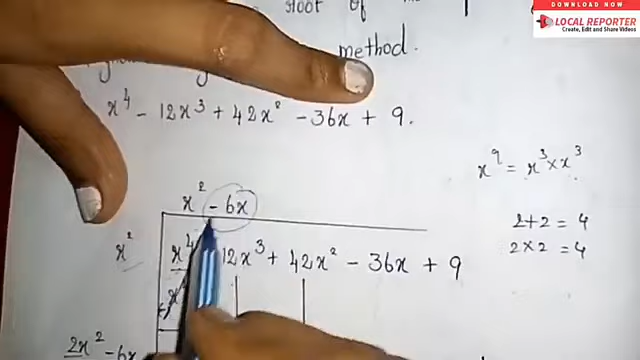 DOWNLOAD NOW
LOCAL REPORTER
Create, Edit and Share Videos
of
method.
x⁴ - 12x³ + 42x² - 36x + 9.
x⁹ = x³ × x³
x² - 6x
2 + 2 = 4
x²
x⁴ 12x³ + 42x² - 36x + 9
2 × 2 = 4
2x² - 6x